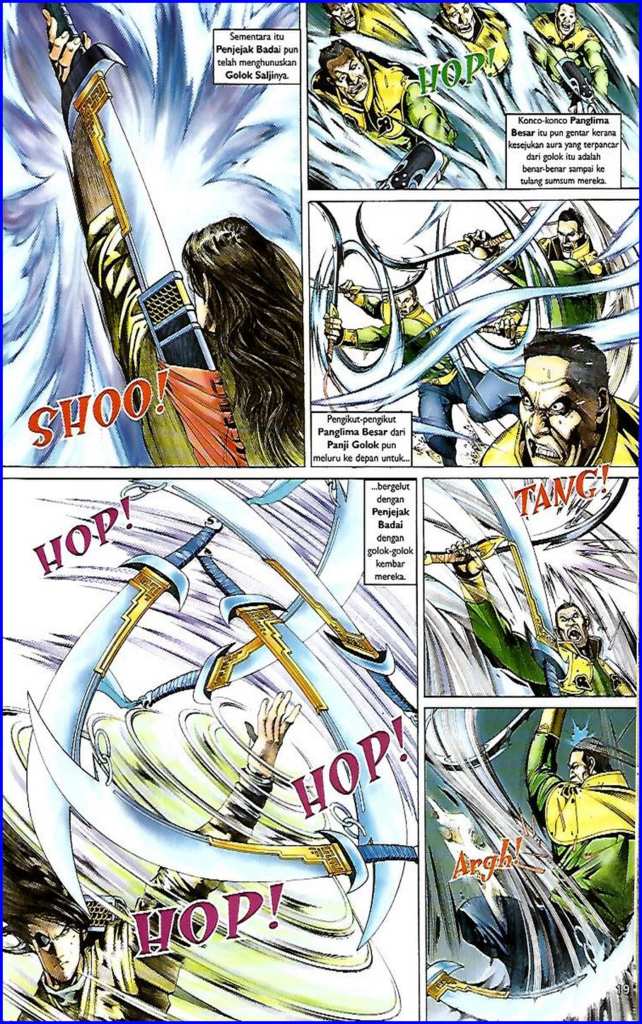 Sementara itu
Penjejak Badai pun
telah menghunuskan
Golok Saljinya.
SHOO!
HOP!
Konco-konco Panglima
Besar itu pun gentar kerana
kesejukan aura yang terpancar
dari golok itu adalah
benar-benar sampai ke
tulang sumsum mereka.
Pengikut-pengikut
Panglima Besar dari
Panji Golok pun
meluru ke depan untuk...
HOP!
...bergelut
dengan
Penjejak
Badai
dengan
golok-golok
kembar
mereka.
HOP!
HOP!
TANG!
Argh!
19